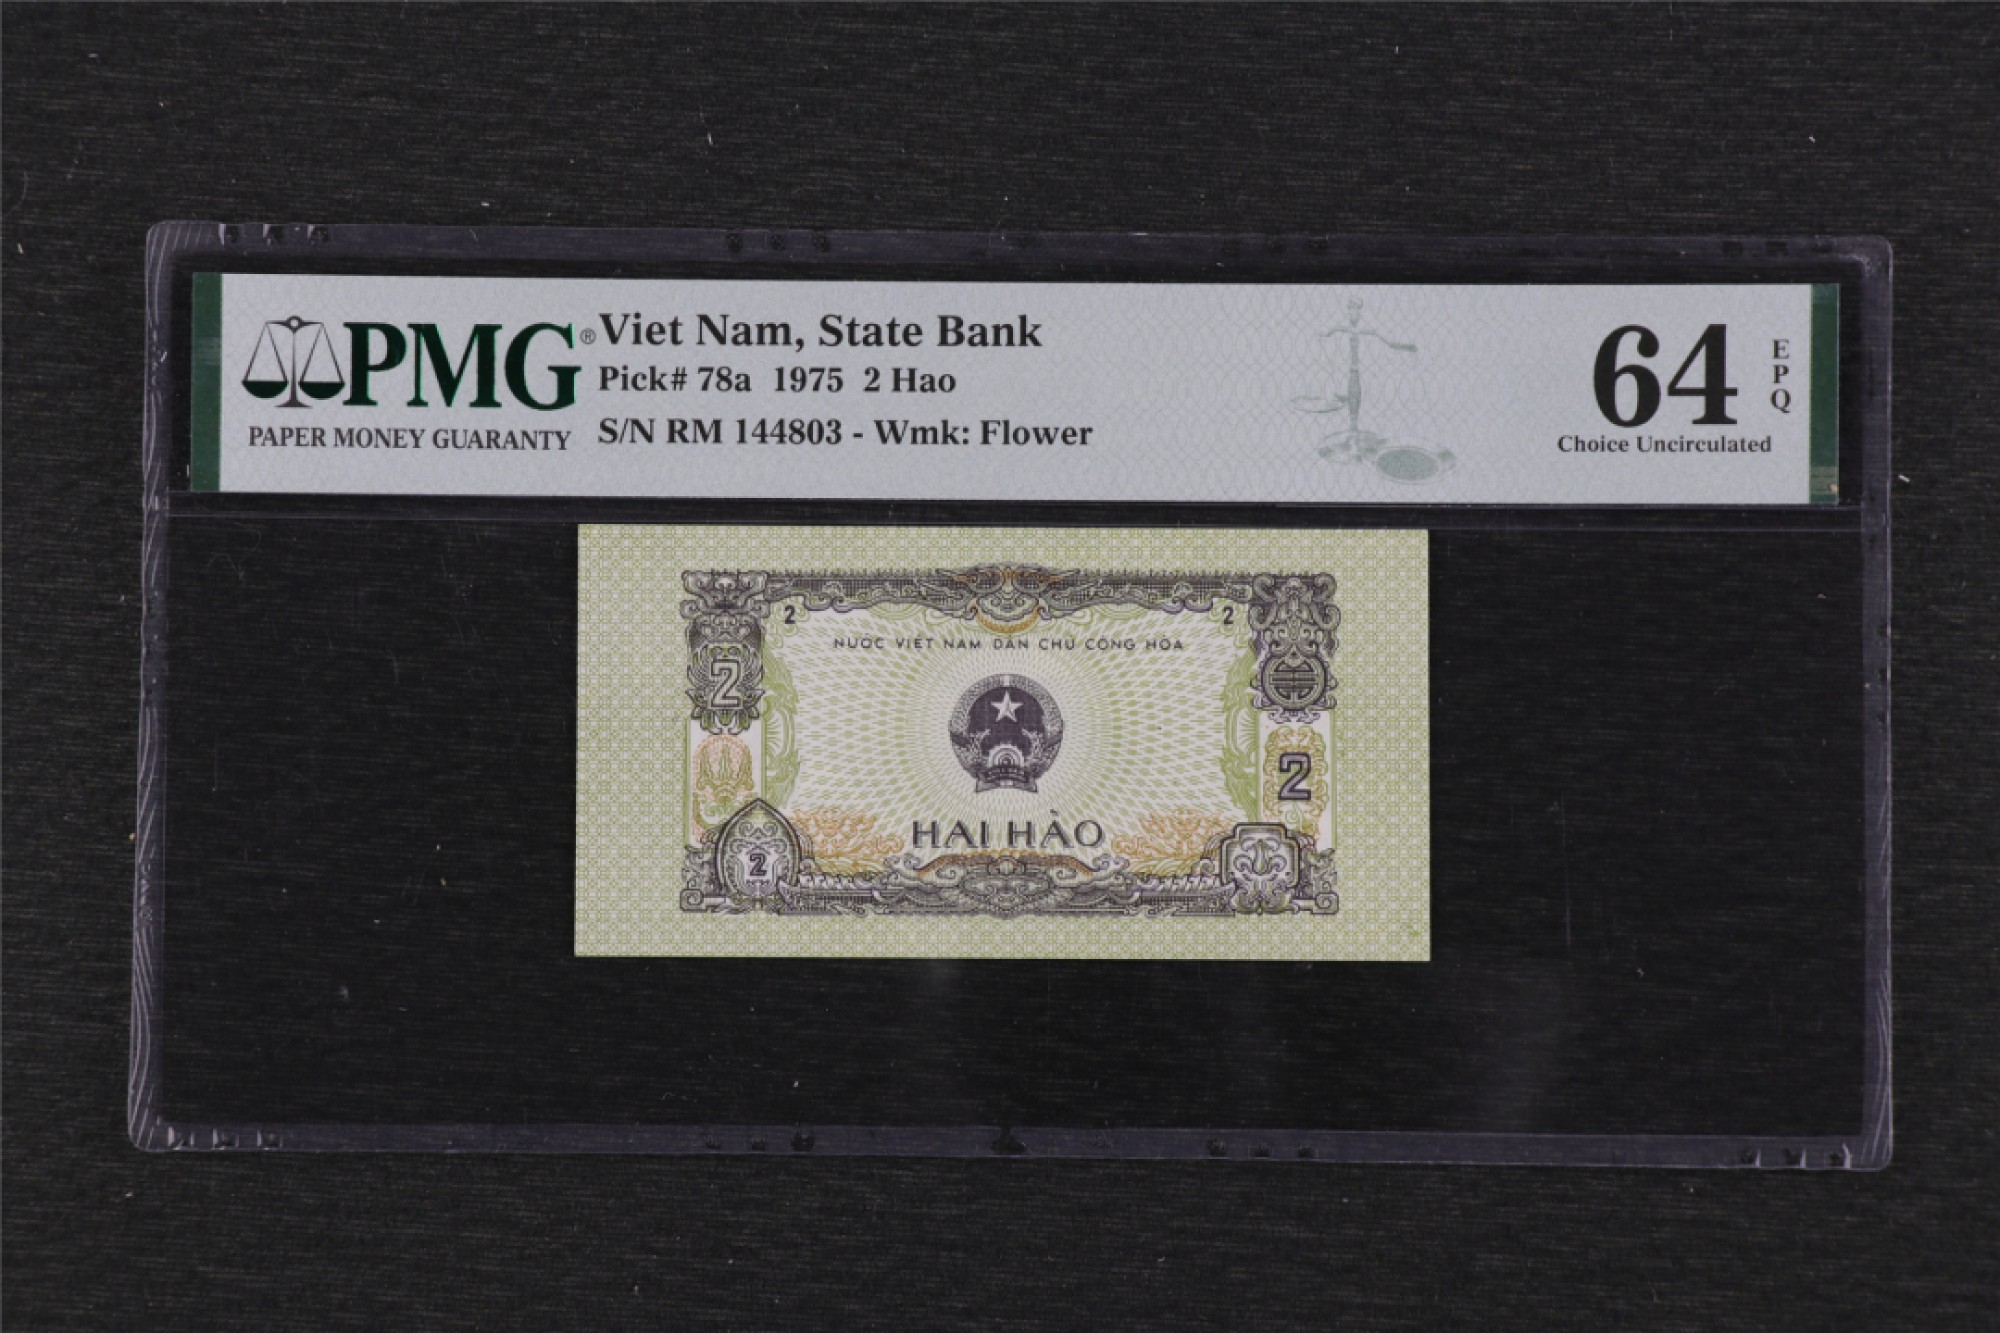 PMG®
PAPER MONEY GUARANTY
Viet Nam, State Bank
Pick# 78a 1975 2 Hao
S/N RM 144803 - Wmk: Flower
64
EPQ
Choice Uncirculated
2 2
NƯỚC VIỆT NAM DÂN CHỦ CỘNG HÒA
2
2
HAI HÀO
2